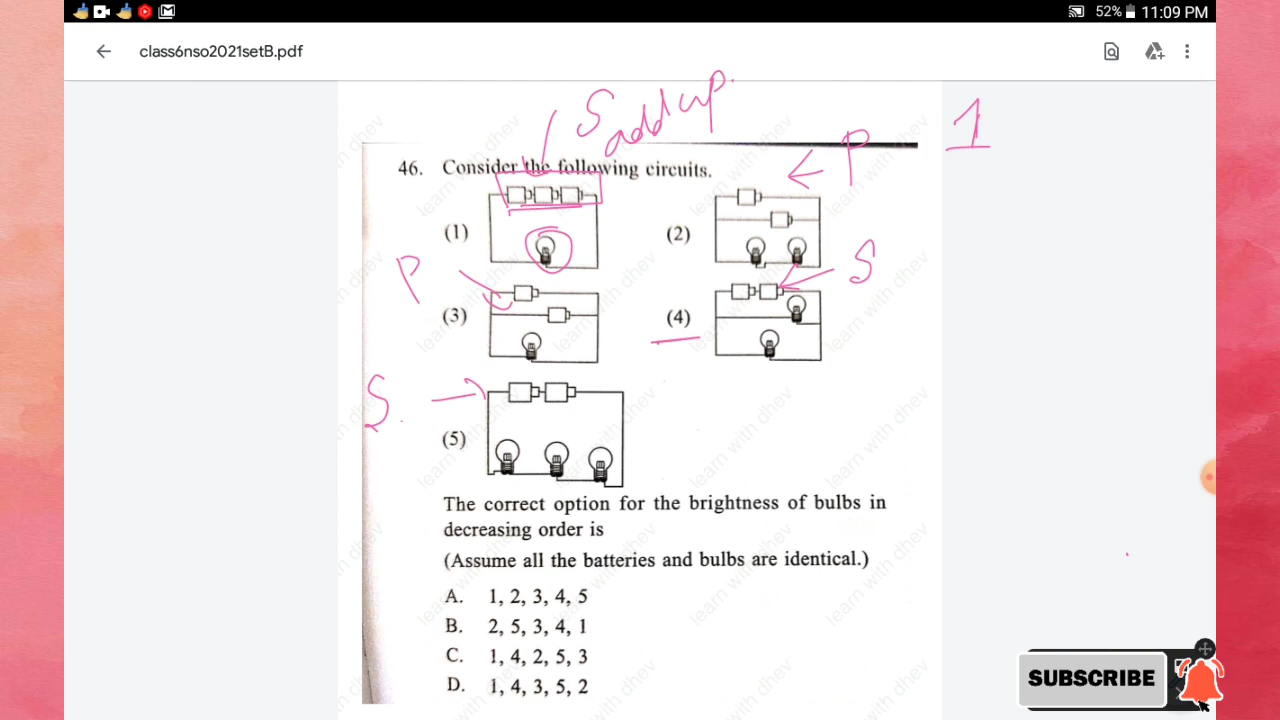 52% 11:09 PM
class6nso2021setB.pdf
S add up.
1
P
46. Consider the following circuits.
(1)
(2)
P
S
(3)
(4)
S
(5)
The correct option for the brightness of bulbs in
decreasing order is
(Assume all the batteries and bulbs are identical.)
A. 1, 2, 3, 4, 5
B. 2, 5, 3, 4, 1
C. 1, 4, 2, 5, 3
D. 1, 4, 3, 5, 2
learn with dhev
SUBSCRIBE